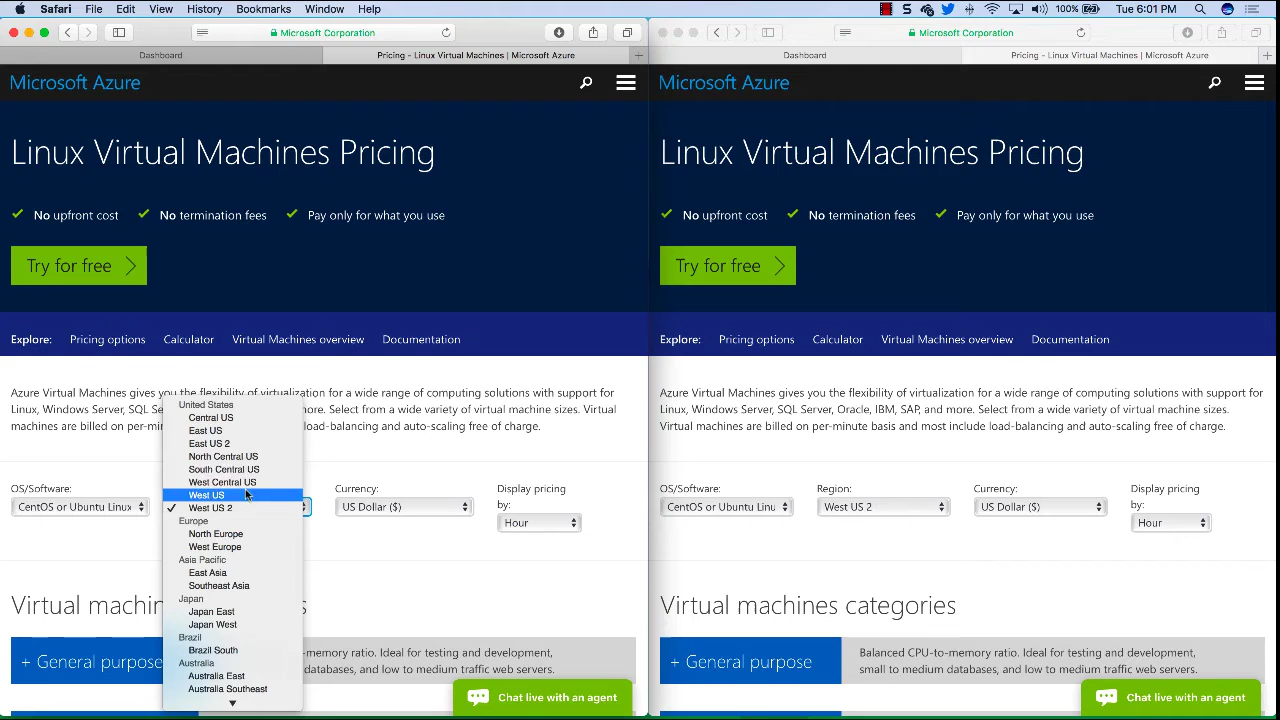 Safari File Edit View History Bookmarks Window Help
S 100% Tue 6:01 PM
Microsoft Corporation
Dashboard
Pricing - Linux Virtual Machines | Microsoft Azure
Microsoft Azure
Linux Virtual Machines Pricing
No upfront cost
No termination fees
Pay only for what you use
Try for free
Explore: Pricing options Calculator Virtual Machines overview Documentation
Azure Virtual Machines gives you the flexibility of virtualization for a wide range of computing solutions with support for
Linux, Windows Server, SQL Se more. Select from a wide variety of virtual machine sizes. Virtual
machines are billed on per-min load-balancing and auto-scaling free of charge.
OS/Software:
CentOS or Ubuntu Linux
United States
Central US
East US
East US 2
North Central US
South Central US
West Central US
West US
West US 2
Europe
North Europe
West Europe
Asia Pacific
East Asia
Southeast Asia
Japan
Japan East
Japan West
Brazil
Brazil South
Australia
Australia East
Australia Southeast
Currency:
US Dollar ($)
Display pricing
by:
Hour
Virtual machin s
+ General purpose
-memory ratio. Ideal for testing and development,
databases, and low to medium traffic web servers.
Chat live with an agent
Microsoft Corporation
Dashboard
Pricing - Linux Virtual Machines | Microsoft Azure
Microsoft Azure
Linux Virtual Machines Pricing
No upfront cost
No termination fees
Pay only for what you use
Try for free
Explore: Pricing options Calculator Virtual Machines overview Documentation
Azure Virtual Machines gives you the flexibility of virtualization for a wide range of computing solutions with support for
Linux, Windows Server, SQL Server, Oracle, IBM, SAP, and more. Select from a wide variety of virtual machine sizes.
Virtual machines are billed on per-minute basis and most include load-balancing and auto-scaling free of charge.
OS/Software:
CentOS or Ubuntu Linu
Region:
West US 2
Currency:
US Dollar ($)
Display pricing
by:
Hour
Virtual machines categories
+ General purpose
Balanced CPU-to-memory ratio. Ideal for testing and development,
small to medium databases, and low to medium traffic web servers.
Chat live with an agent